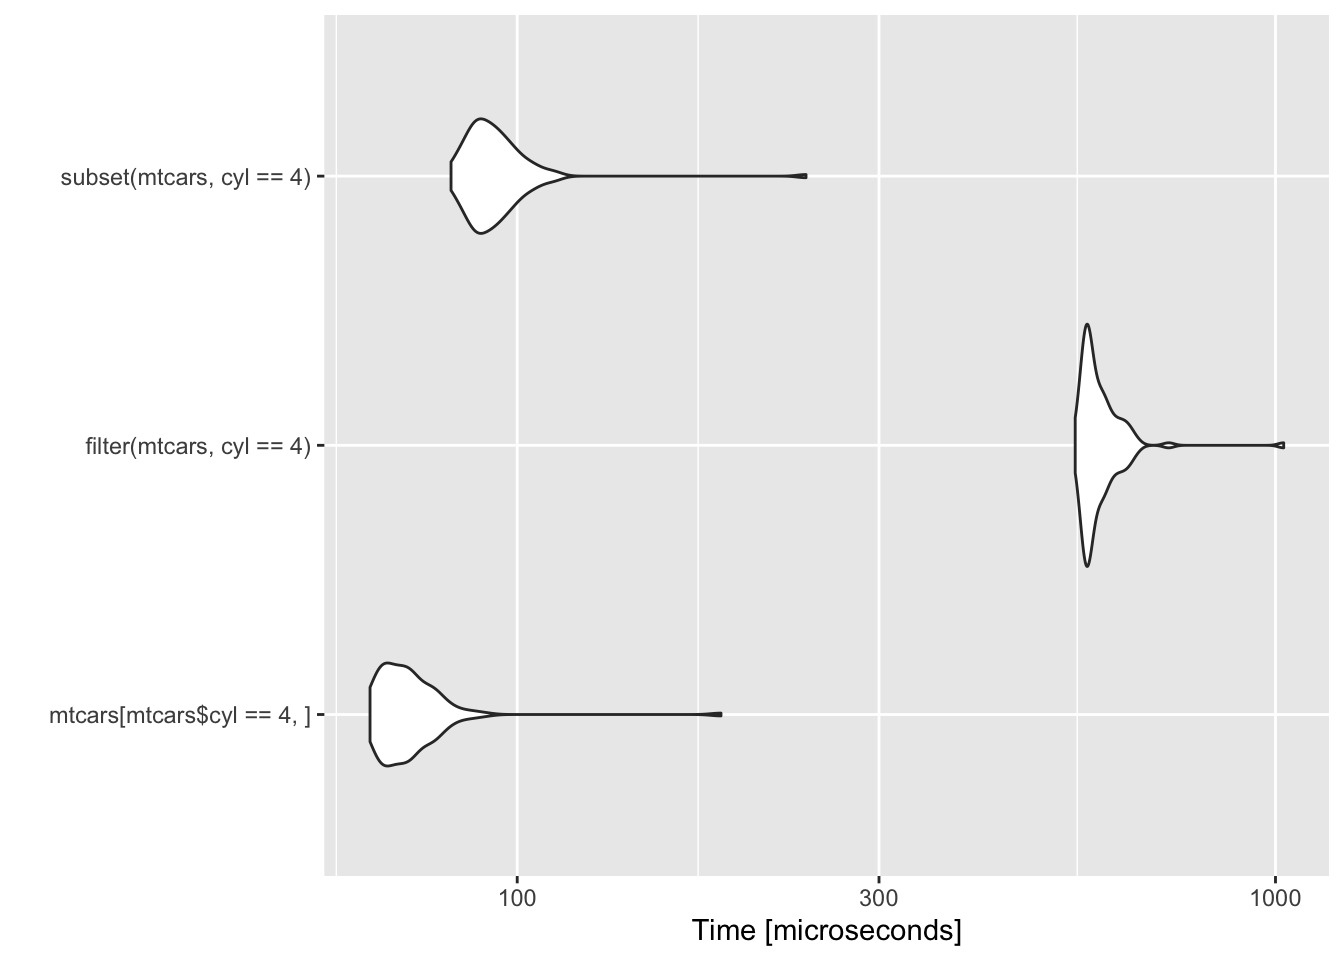 subset(mtcars, cyl == 4)
filter(mtcars, cyl == 4)
mtcars[mtcars$cyl == 4, ]
100 300 1000
Time [microseconds]